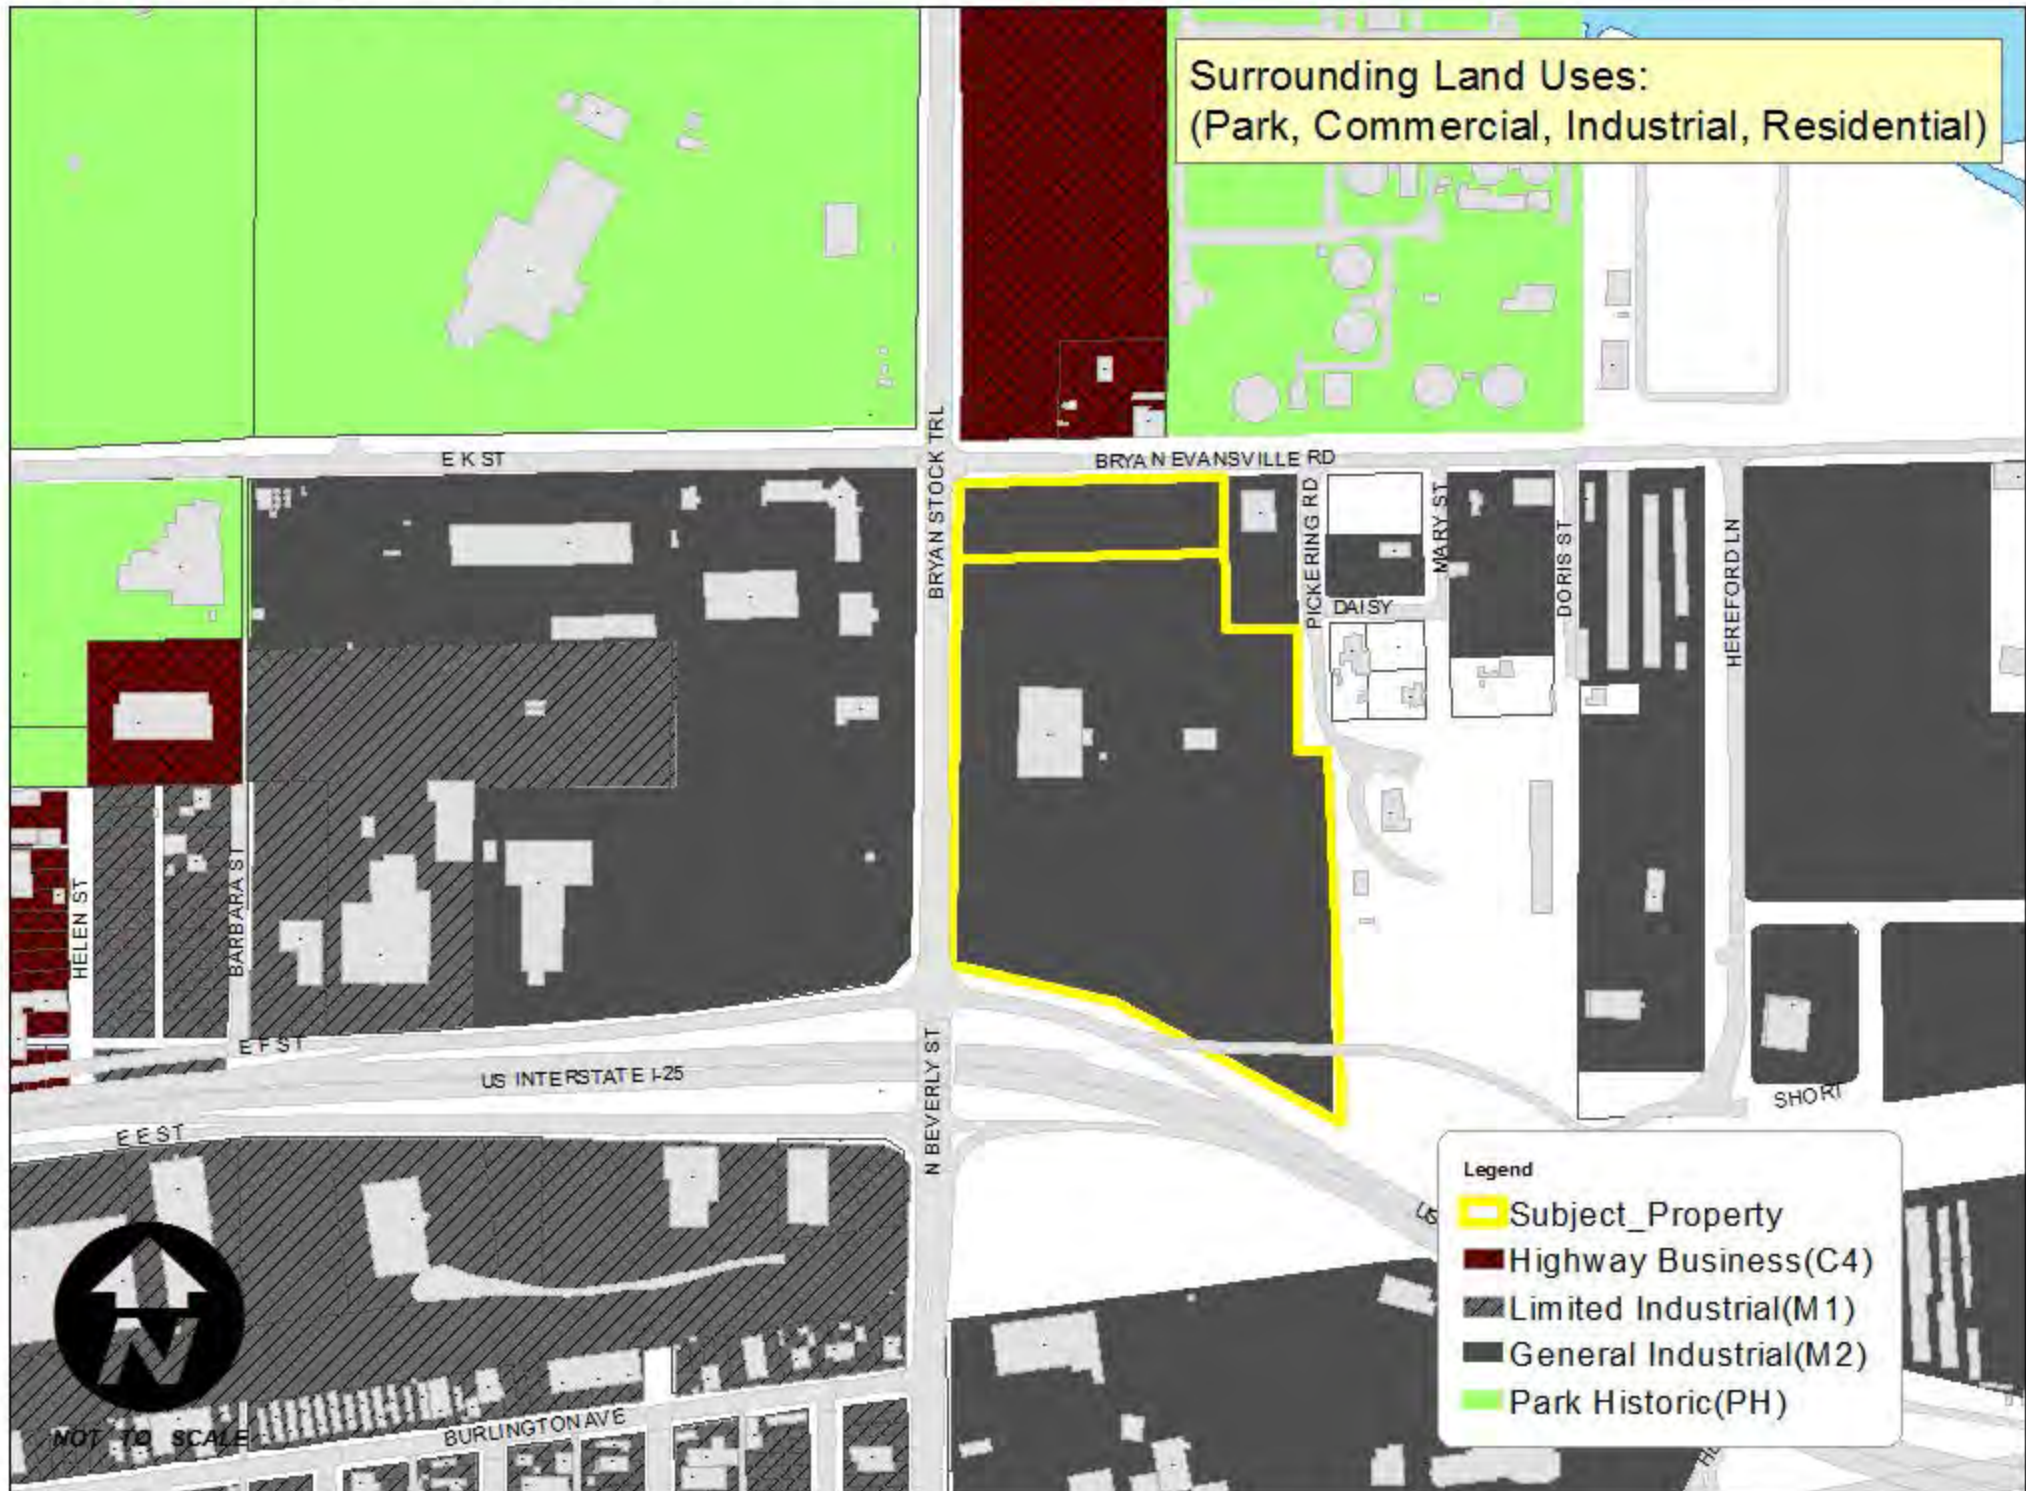 Surrounding Land Uses:
(Park, Commercial, Industrial, Residential)
E K ST
BRYAN EVANSVILLE RD
BRYAN STOCK TRL
PICKERING RD
MARY ST
DORIS ST
HEREFORD LN
DAISY
HELEN ST
BARBARA ST
E F ST
US INTERSTATE I-25
N BEVERLY ST
E E ST
SHORT
US
BURLINGTON AVE
N
NOT TO SCALE
Legend
Subject_Property
Highway Business(C4)
Limited Industrial(M1)
General Industrial(M2)
Park Historic(PH)